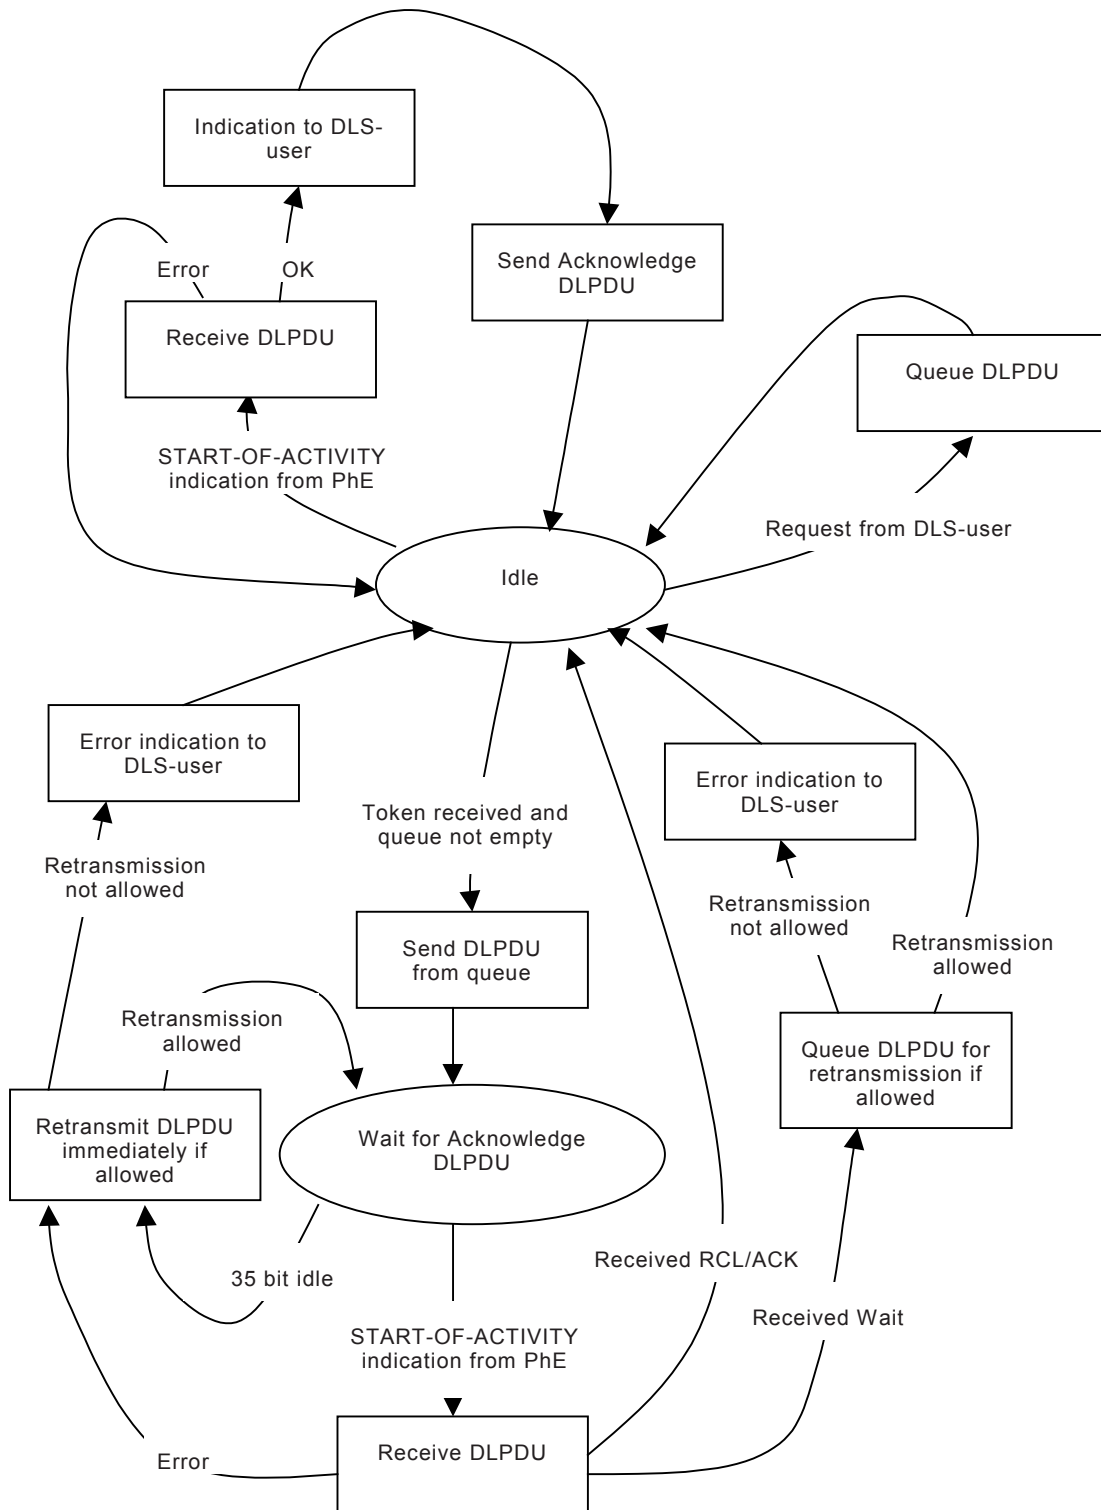 Indication to DLS-
user
Error
OK
Send Acknowledge
DLPDU
Receive DLPDU
Queue DLPDU
START-OF-ACTIVITY
indication from PhE
Request from DLS-user
Idle
Error indication to
DLS-user
Error indication to
DLS-user
Token received and
queue not empty
Retransmission
not allowed
Retransmission
not allowed
Retransmission
allowed
Send DLPDU
from queue
Retransmission
allowed
Queue DLPDU for
retransmission if
allowed
Retransmit DLPDU
immediately if
allowed
Wait for Acknowledge
DLPDU
35 bit idle
Received RCL/ACK
Received Wait
START-OF-ACTIVITY
indication from PhE
Error
Receive DLPDU